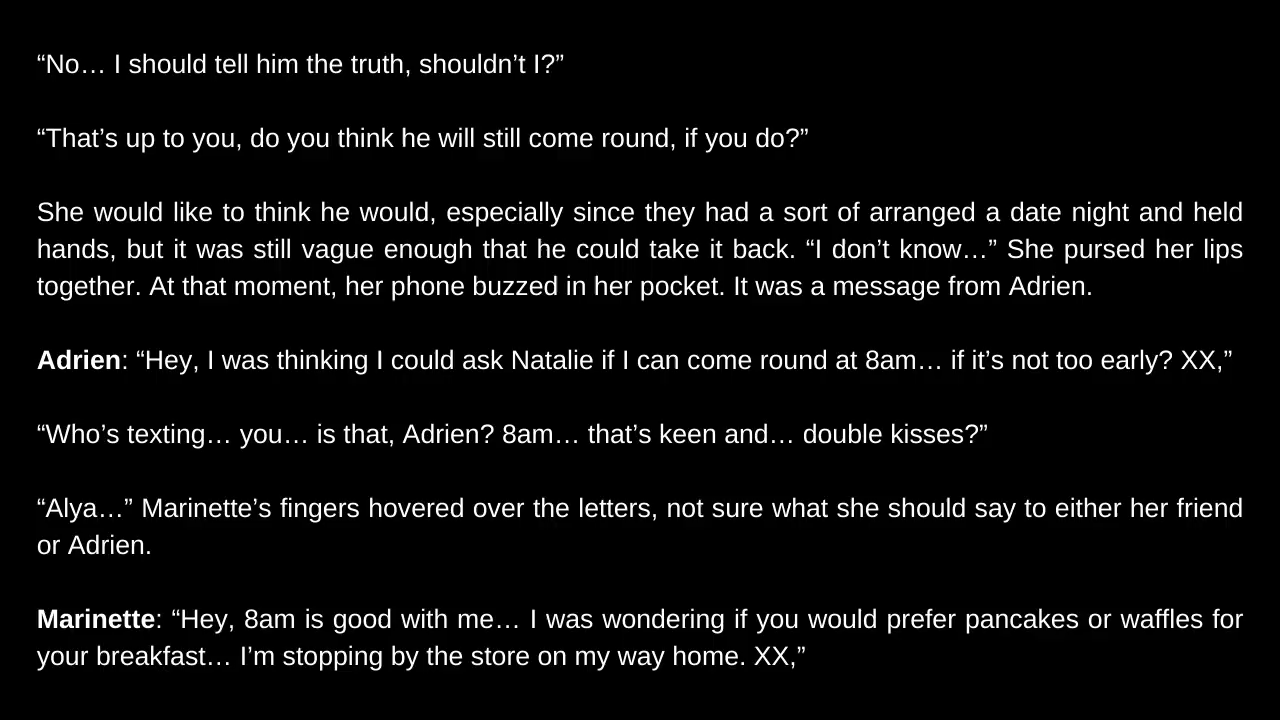 “No… I should tell him the truth, shouldn’t I?”
“That’s up to you, do you think he will still come round, if you do?”
She would like to think he would, especially since they had a sort of arranged a date night and held
hands, but it was still vague enough that he could take it back. “I don’t know…” She pursed her lips
together. At that moment, her phone buzzed in her pocket. It was a message from Adrien.
Adrien: “Hey, I was thinking I could ask Natalie if I can come round at 8am… if it’s not too early? XX,”
“Who’s texting… you… is that, Adrien? 8am… that’s keen and… double kisses?”
“Alya…” Marinette’s fingers hovered over the letters, not sure what she should say to either her friend
or Adrien.
Marinette: “Hey, 8am is good with me… I was wondering if you would prefer pancakes or waffles for
your breakfast… I’m stopping by the store on my way home. XX,”